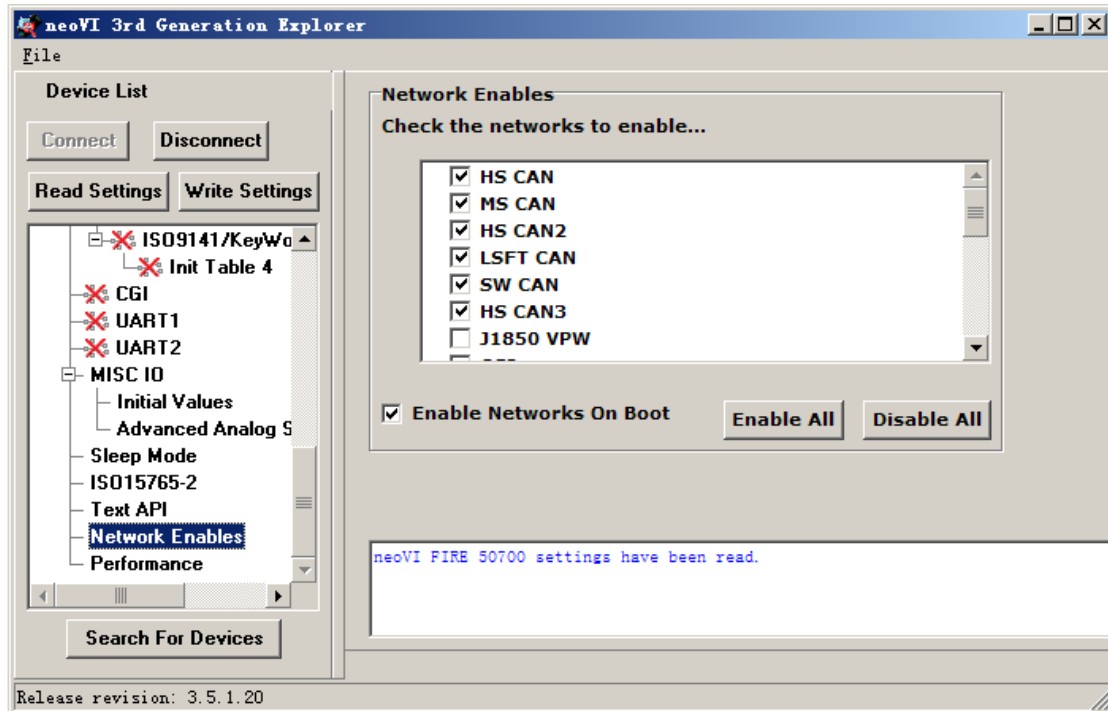 neoVI 3rd Generation Explorer
File
Device List
Connect
Disconnect
Read Settings
Write Settings
ISO9141/KeyWo
Init Table 4
CGI
UART1
UART2
MISC IO
Initial Values
Advanced Analog S
Sleep Mode
ISO15765-2
Text API
Network Enables
Performance
Search For Devices
Network Enables
Check the networks to enable...
HS CAN
MS CAN
HS CAN2
LSFT CAN
SW CAN
HS CAN3
J1850 VPW
Enable Networks On Boot
Enable All
Disable All
neoVI FIRE 50700 settings have been read.
Release revision: 3.5.1.20